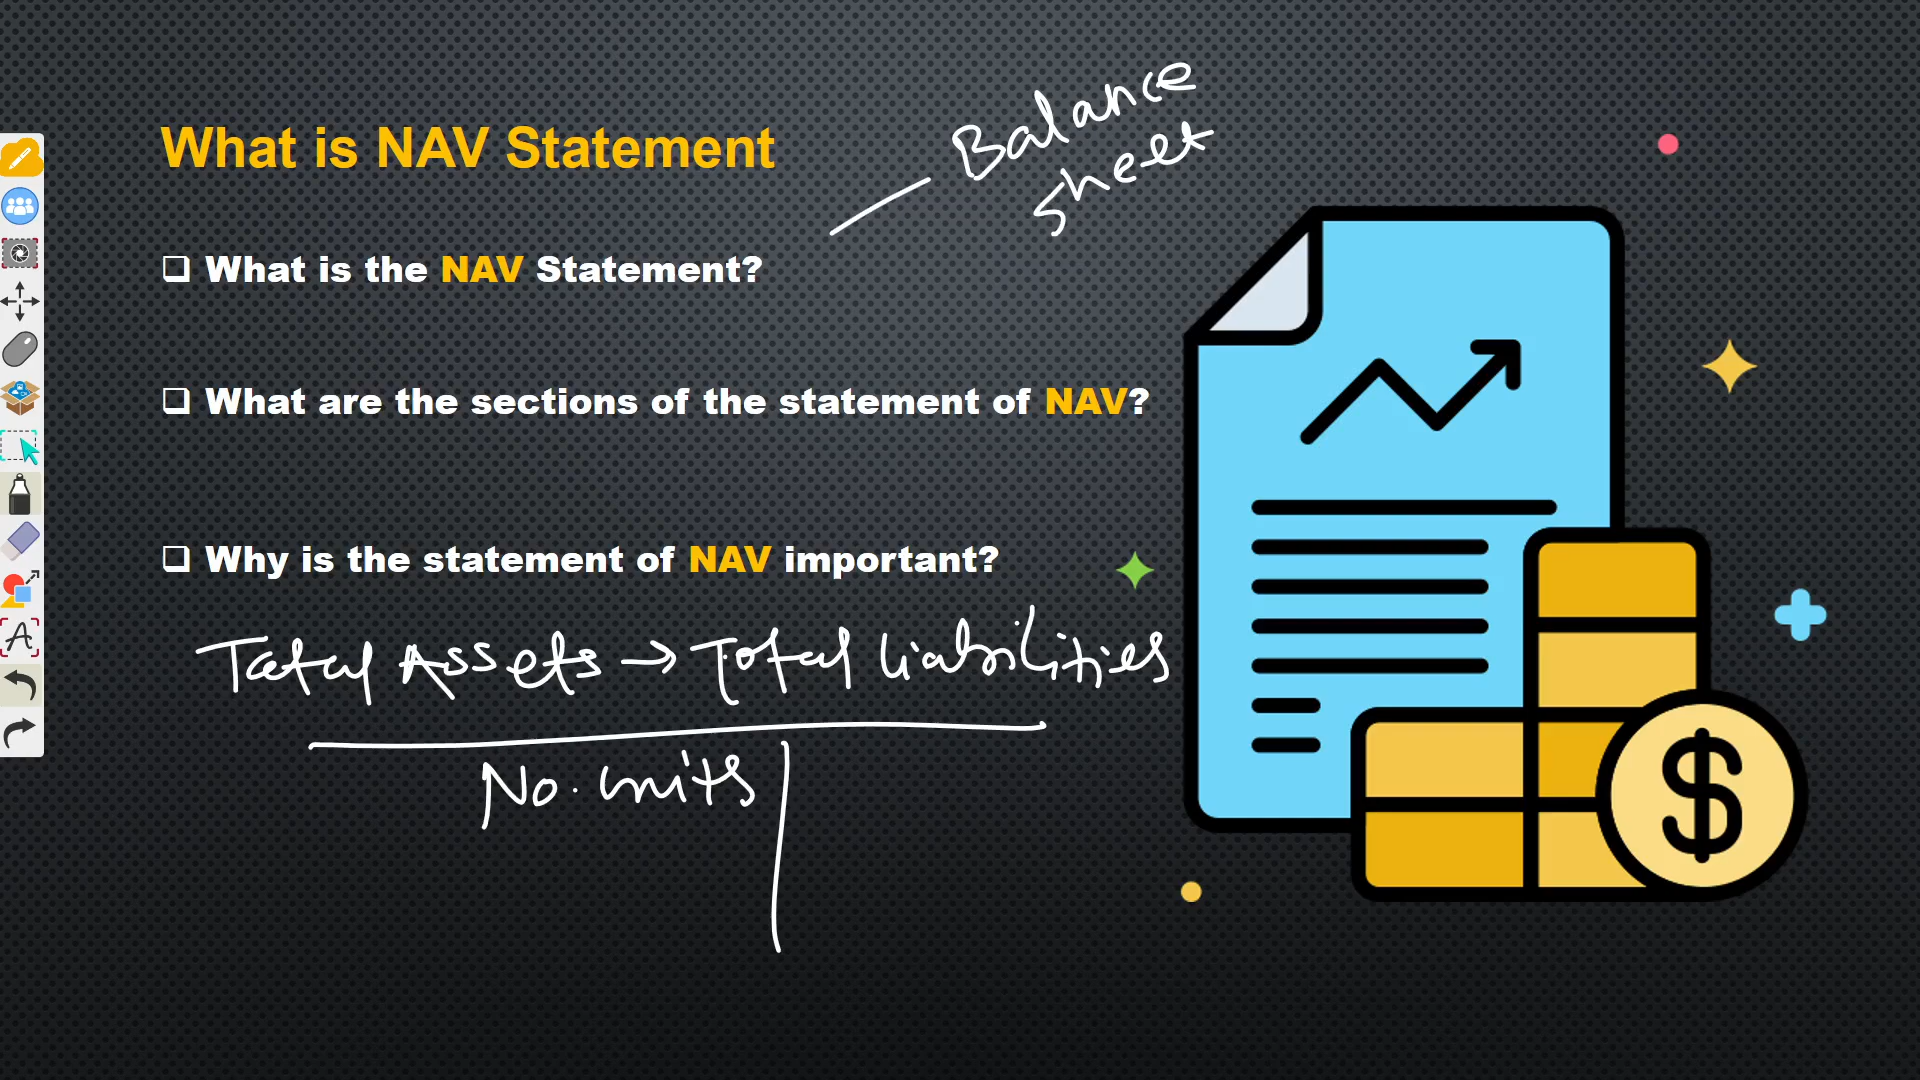 What is NAV Statement
Balance
sheet
❑ What is the NAV Statement?
❑ What are the sections of the statement of NAV?
❑ Why is the statement of NAV important?
Total Assets → Total Liabilities
No. units
$